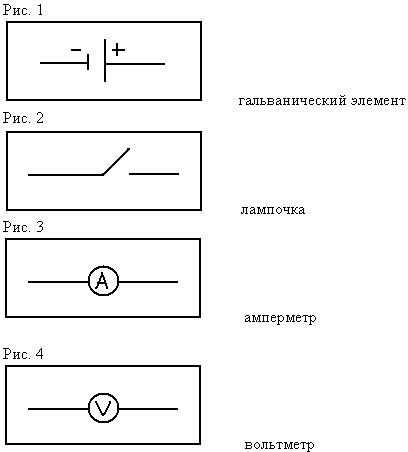 Рис. 1
- +
гальванический элемент
Рис. 2
лампочка
Рис. 3
A
амперметр
Рис. 4
V
вольтметр